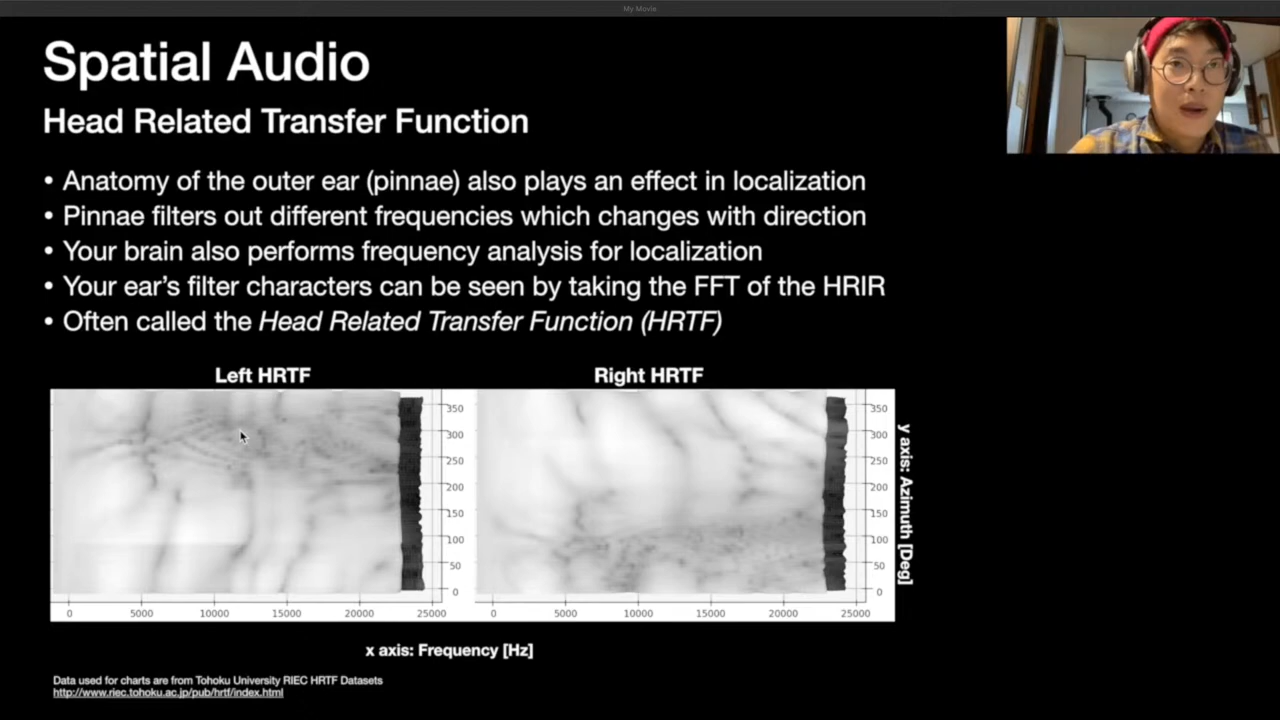 My Movie
Spatial Audio
Head Related Transfer Function
• Anatomy of the outer ear (pinnae) also plays an effect in localization
• Pinnae filters out different frequencies which changes with direction
• Your brain also performs frequency analysis for localization
• Your ear's filter characters can be seen by taking the FFT of the HRIR
• Often called the Head Related Transfer Function (HRTF)
Left HRTF
350
300
250
200
150
100
50
0
0 5000 10000 15000 20000 25000
Right HRTF
350
300
250
200
150
100
50
0
0 5000 10000 15000 20000 25000
y axis: Azimuth [Deg]
x axis: Frequency [Hz]
Data used for charts are from Tohoku University RIEC HRTF Datasets
http://www.riec.tohoku.ac.jp/pub/hrtf/index.html